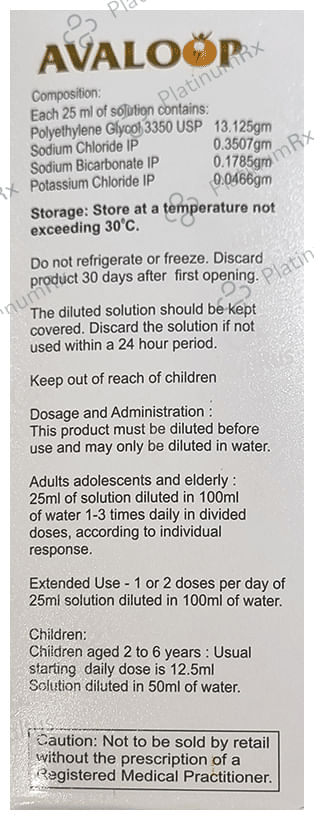 AVALOOP
Composition:
Each 25 ml of solution contains:
Polyethylene Glycol 3350 USP 13.125gm
Sodium Chloride IP 0.3507gm
Sodium Bicarbonate IP 0.1785gm
Potassium Chloride IP 0.0466gm
Storage: Store at a temperature not
exceeding 30°C.
Do not refrigerate or freeze. Discard
product 30 days after first opening.
The diluted solution should be kept
covered. Discard the solution if not
used within a 24 hour period.
Keep out of reach of children
Dosage and Administration :
This product must be diluted before
use and may only be diluted in water.
Adults adolescents and elderly :
25ml of solution diluted in 100ml
of water 1-3 times daily in divided
doses, according to individual
response.
Extended Use - 1 or 2 doses per day of
25ml solution diluted in 100ml of water.
Children:
Children aged 2 to 6 years : Usual
starting daily dose is 12.5ml
Solution diluted in 50ml of water.
Caution: Not to be sold by retail
without the prescription of a
Registered Medical Practitioner.
PlatinumRx